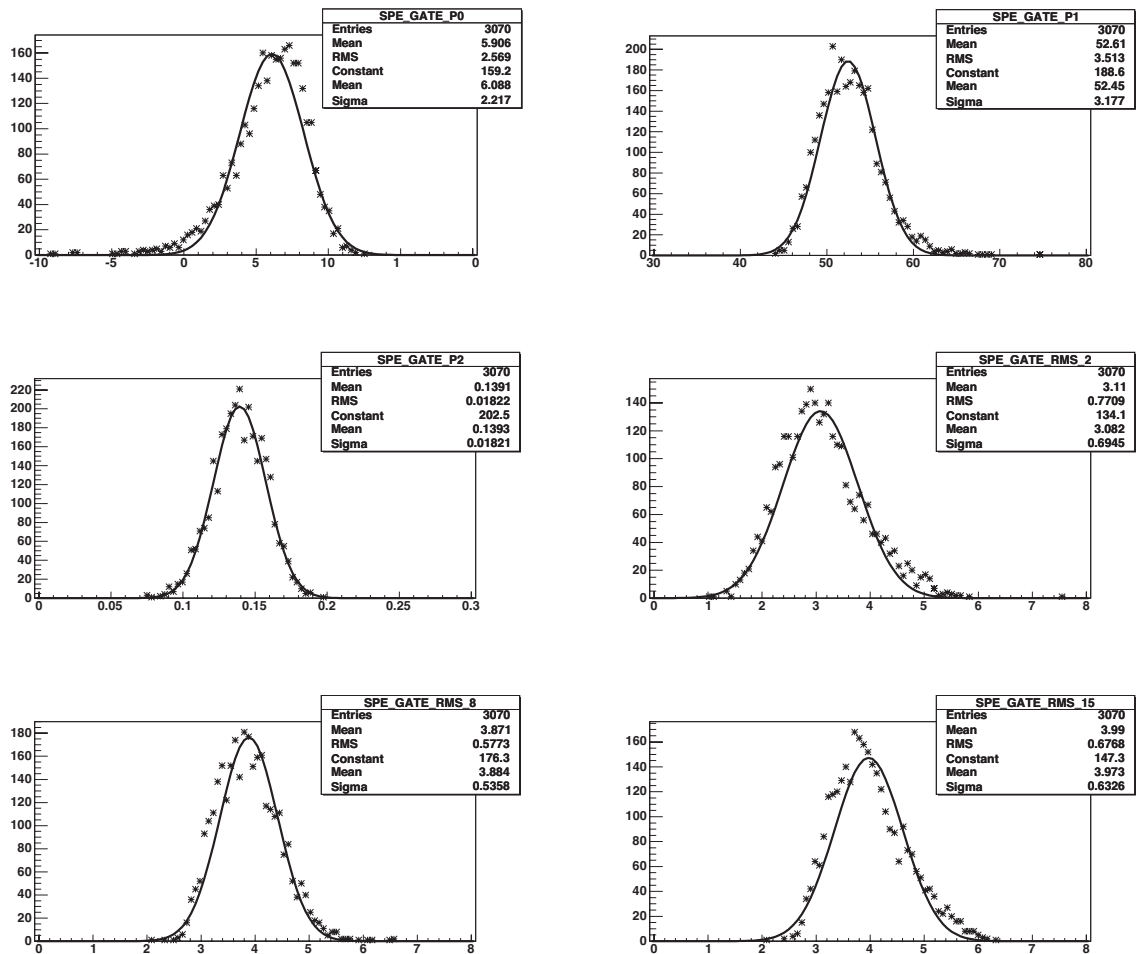 SPE_GATE_P0
Entries 3070
Mean 5.906
RMS 2.569
Constant 159.2
Mean 6.088
Sigma 2.217
160
140
120
100
80
60
40
20
0
-10 -5 0 5 10 1 0
SPE_GATE_P1
Entries 3070
Mean 52.61
RMS 3.513
Constant 188.6
Mean 52.45
Sigma 3.177
200
180
160
140
120
100
80
60
40
20
0
30 40 50 60 70 80
SPE_GATE_P2
Entries 3070
Mean 0.1391
RMS 0.01822
Constant 202.5
Mean 0.1393
Sigma 0.01821
220
200
180
160
140
120
100
80
60
40
20
0
0 0.05 0.1 0.15 0.2 0.25 0.3
SPE_GATE_RMS_2
Entries 3070
Mean 3.11
RMS 0.7709
Constant 134.1
Mean 3.082
Sigma 0.6945
140
120
100
80
60
40
20
0
0 1 2 3 4 5 6 7 8
SPE_GATE_RMS_8
Entries 3070
Mean 3.871
RMS 0.5773
Constant 176.3
Mean 3.884
Sigma 0.5358
180
160
140
120
100
80
60
40
20
0
0 1 2 3 4 5 6 7 8
SPE_GATE_RMS_15
Entries 3070
Mean 3.99
RMS 0.6768
Constant 147.3
Mean 3.973
Sigma 0.6326
160
140
120
100
80
60
40
20
0
0 1 2 3 4 5 6 7 8